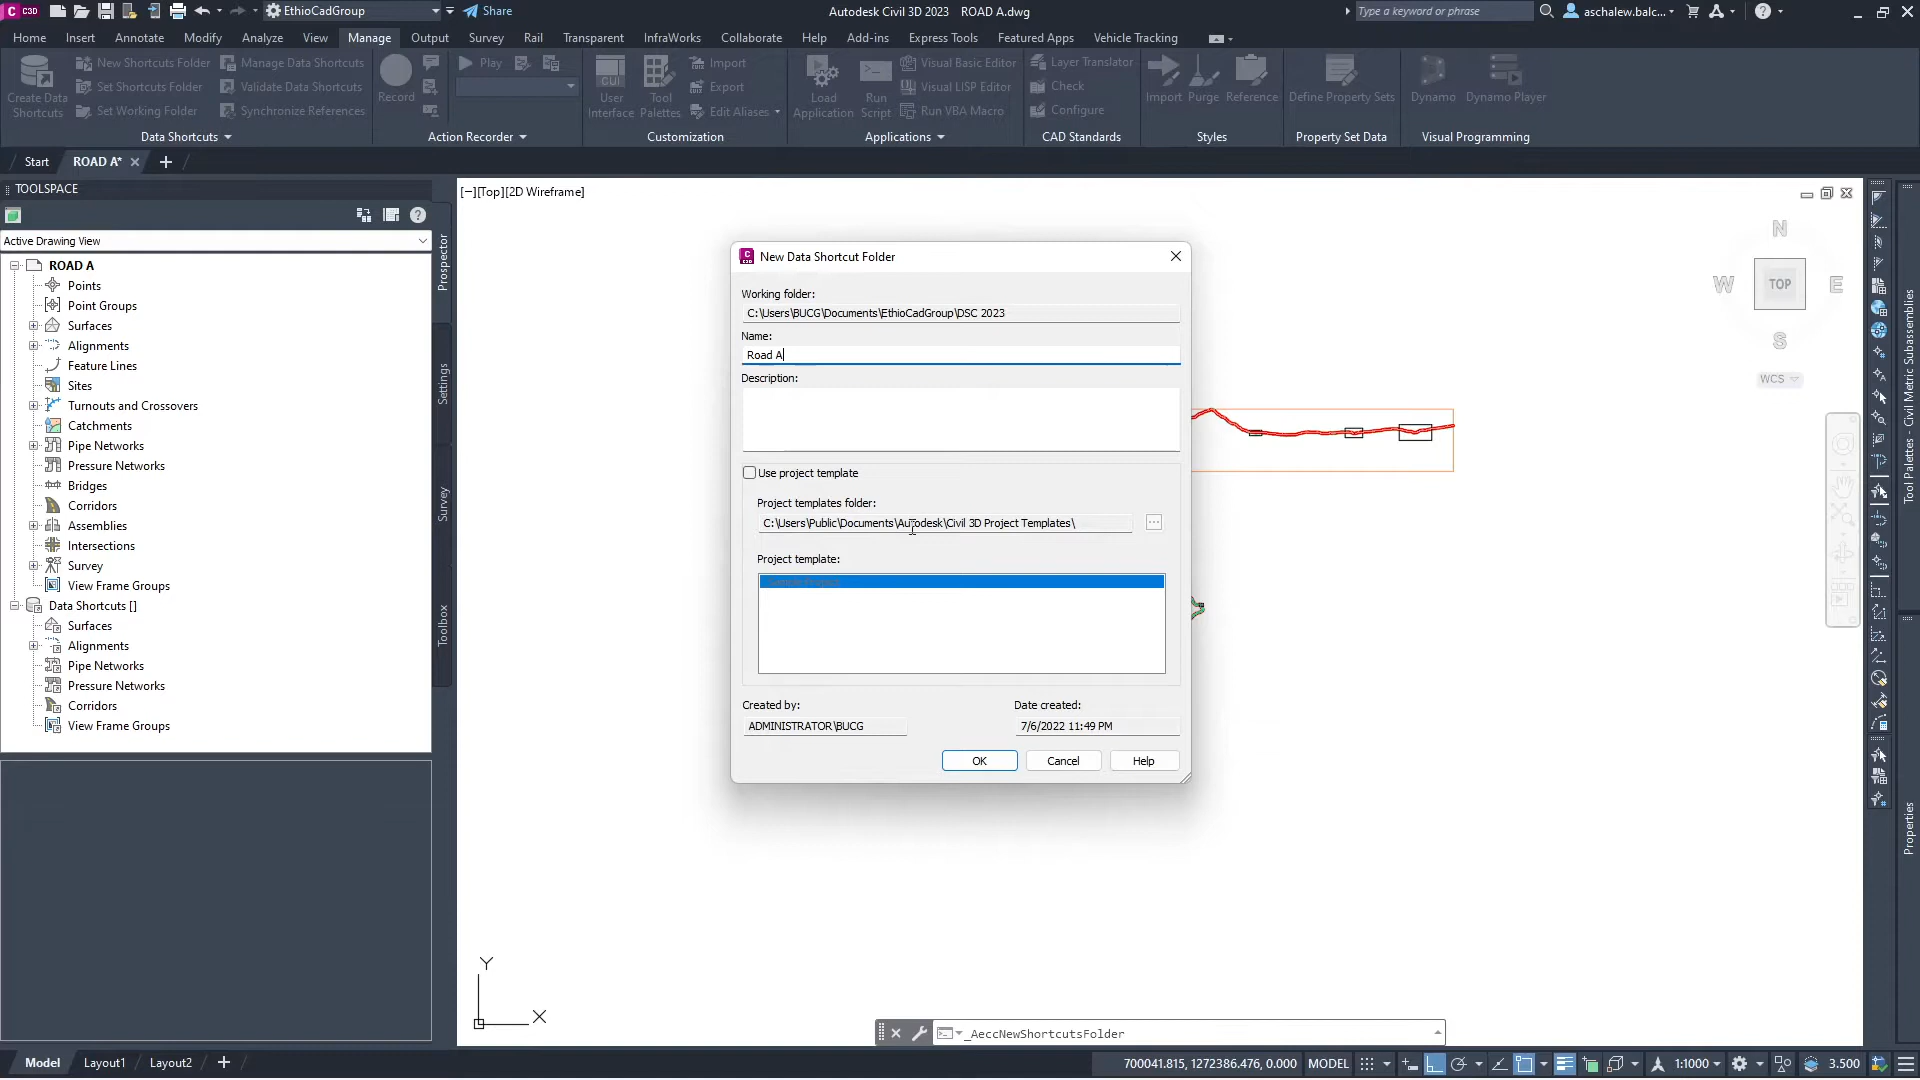 C C3D EthioCadGroup Share Autodesk Civil 3D 2023 ROAD A.dwg Type a keyword or phrase aschalew.balc...
Home Insert Annotate Modify Analyze View Manage Output Survey Rail Transparent InfraWorks Collaborate Help Add-ins Express Tools Featured Apps Vehicle Tracking
Create Data Shortcuts
New Shortcuts Folder
Set Shortcuts Folder
Set Working Folder
Manage Data Shortcuts
Validate Data Shortcuts
Synchronize References
Data Shortcuts
Record
Play
Action Recorder
CUI
User Interface
Tool Palettes
Import
Export
Edit Aliases
Customization
Load Application
Run Script
Visual Basic Editor
Visual LISP Editor
Run VBA Macro
Applications
Layer Translator
Check
Configure
CAD Standards
Import Purge Reference
Styles
Define Property Sets
Property Set Data
Dynamo Dynamo Player
Visual Programming
Start ROAD A*
TOOLSPACE
Active Drawing View
ROAD A
Points
Point Groups
Surfaces
Alignments
Feature Lines
Sites
Turnouts and Crossovers
Catchments
Pipe Networks
Pressure Networks
Bridges
Corridors
Assemblies
Intersections
Survey
View Frame Groups
Data Shortcuts []
Surfaces
Alignments
Pipe Networks
Pressure Networks
Corridors
View Frame Groups
Prospector
Settings
Survey
Toolbox
[−][Top][2D Wireframe]
New Data Shortcut Folder
Working folder:
C:\Users\BUCG\Documents\EthioCadGroup\DSC 2023
Name:
Road A
Description:
Use project template
Project templates folder:
C:\Users\Public\Documents\Autodesk\Civil 3D Project Templates\
...
Project template:
Created by:
ADMINISTRATOR\BUCG
Date created:
7/6/2022 11:49 PM
OK Cancel Help
N
W TOP E
S
WCS
Tool Palettes - Civil Metric Subassemblies
Properties
Y
X
_AeccNewShortcutsFolder
Model Layout1 Layout2
700041.815, 1272386.476, 0.000 MODEL 1:1000 3.500